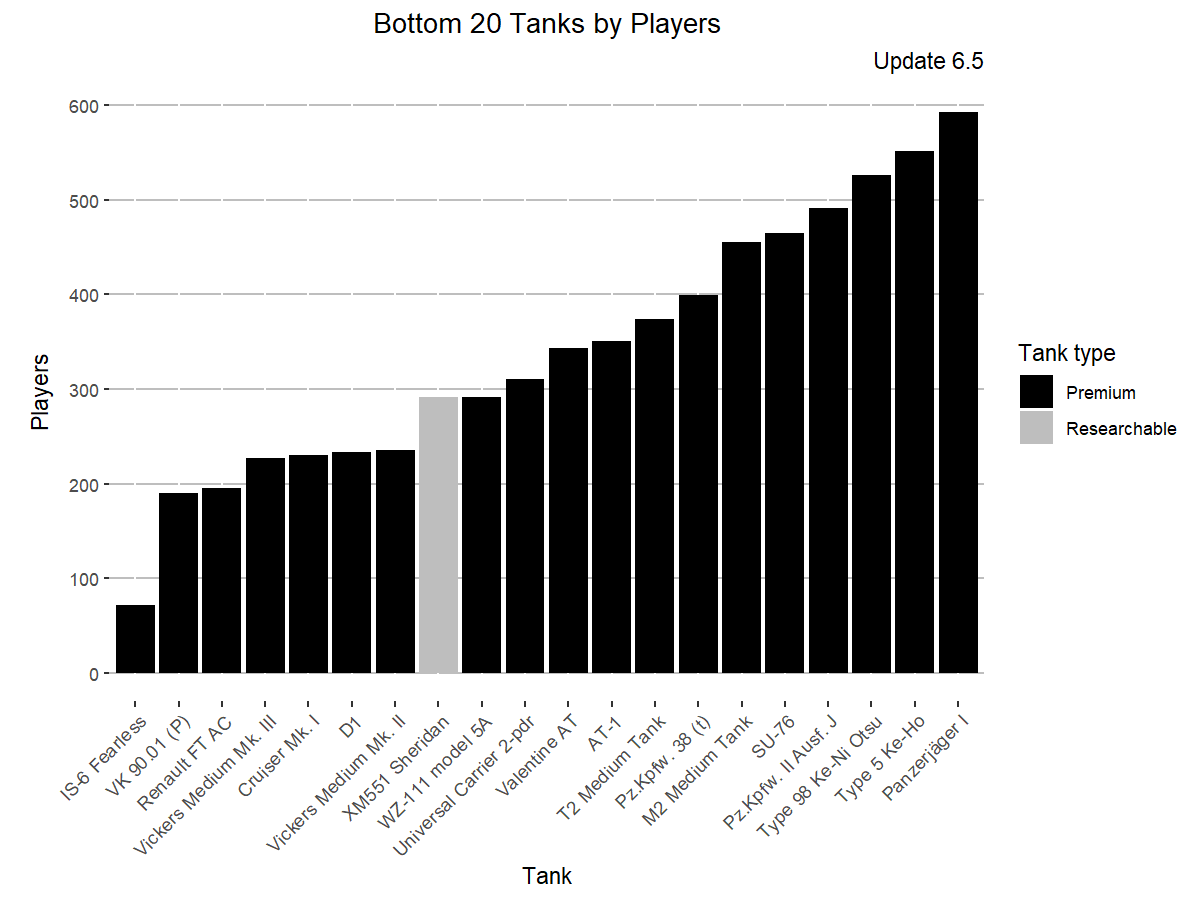 Bottom 20 Tanks by Players
Update 6.5
600
500
400
300
200
100
0
Players
IS-6 Fearless
VK 90.01 (P)
Renault FT AC
Vickers Medium Mk. III
Cruiser Mk. I
D1
Vickers Medium Mk. II
XM551 Sheridan
WZ-111 model 5A
Universal Carrier 2-pdr
Valentine AT
AT-1
T2 Medium Tank
Pz.Kpfw. 38 (t)
M2 Medium Tank
SU-76
Pz.Kpfw. II Ausf. J
Type 98 Ke-Ni Otsu
Type 5 Ke-Ho
Panzerjäger I
Tank
Tank type
Premium
Researchable